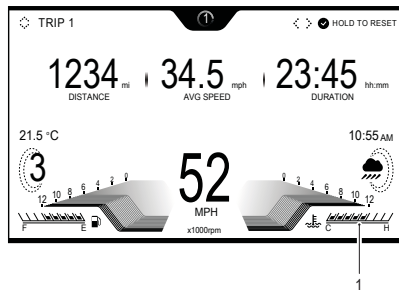 TRIP 1
1
HOLD TO RESET
1234 mi
34.5 mph
23:45 hh:mm
DISTANCE
AVG SPEED
DURATION
21.5 °C
10:55 AM
3
52
MPH
x1000rpm
12 10 8 6 4 2 0
0 2 4 6 8 10 12
F E
C H
1